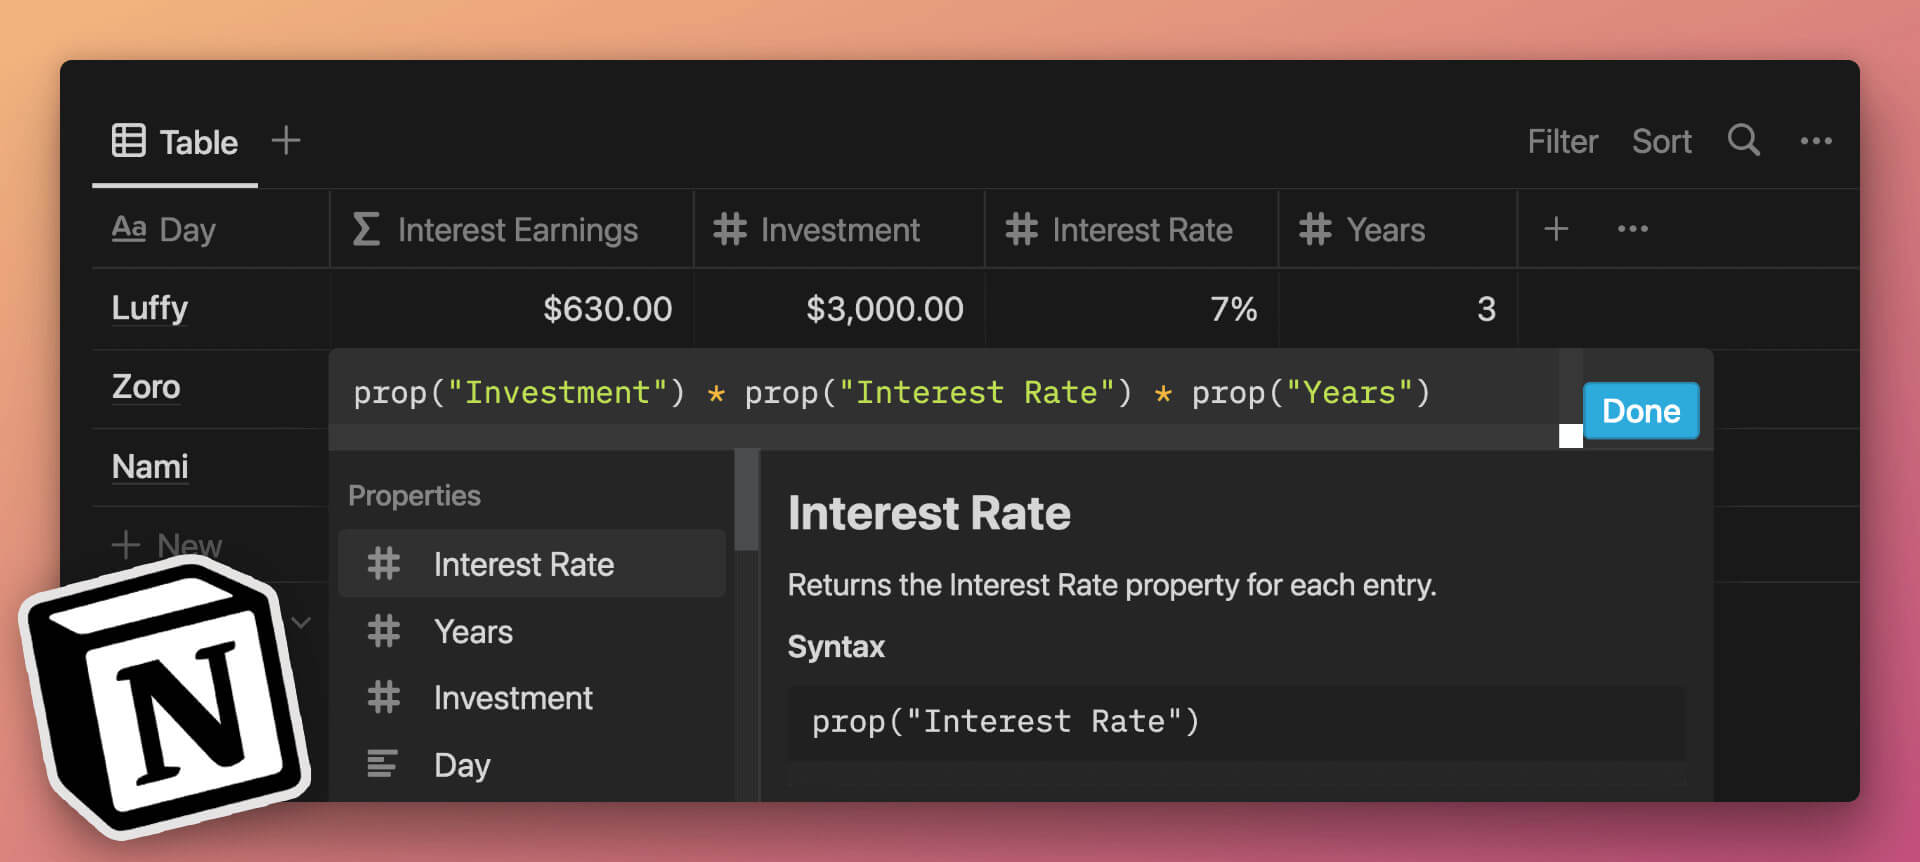 Table
Filter Sort
Aa Day Interest Earnings Investment Interest Rate Years
Luffy $630.00 $3,000.00 7% 3
Zoro
prop("Investment") * prop("Interest Rate") * prop("Years")
Done
Nami
New
Properties
Interest Rate
Years
Investment
Day
Interest Rate
Returns the Interest Rate property for each entry.
Syntax
prop("Interest Rate")
N